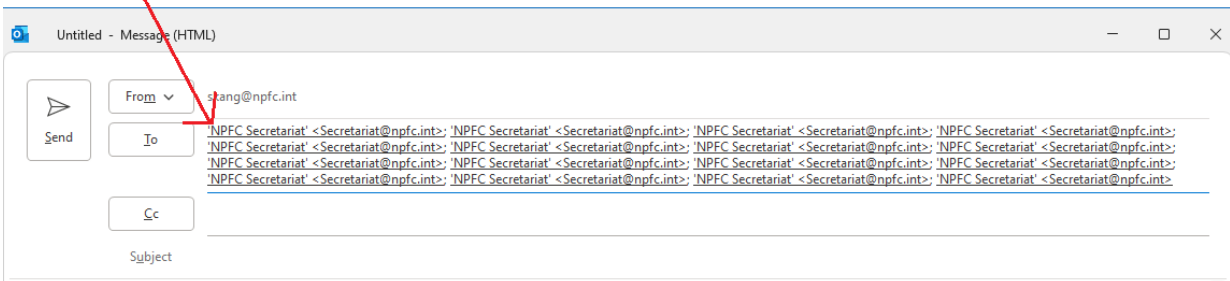 Untitled - Message (HTML)
From
Send
To
'NPFC Secretariat' <Secretariat@npfc.int>; 'NPFC Secretariat' <Secretariat@npfc.int>; 'NPFC Secretariat' <Secretariat@npfc.int>; 'NPFC Secretariat' <Secretariat@npfc.int>;
'NPFC Secretariat' <Secretariat@npfc.int>; 'NPFC Secretariat' <Secretariat@npfc.int>; 'NPFC Secretariat' <Secretariat@npfc.int>; 'NPFC Secretariat' <Secretariat@npfc.int>;
'NPFC Secretariat' <Secretariat@npfc.int>; 'NPFC Secretariat' <Secretariat@npfc.int>; 'NPFC Secretariat' <Secretariat@npfc.int>; 'NPFC Secretariat' <Secretariat@npfc.int>;
'NPFC Secretariat' <Secretariat@npfc.int>; 'NPFC Secretariat' <Secretariat@npfc.int>; 'NPFC Secretariat' <Secretariat@npfc.int>; 'NPFC Secretariat' <Secretariat@npfc.int>
Cc
Subject